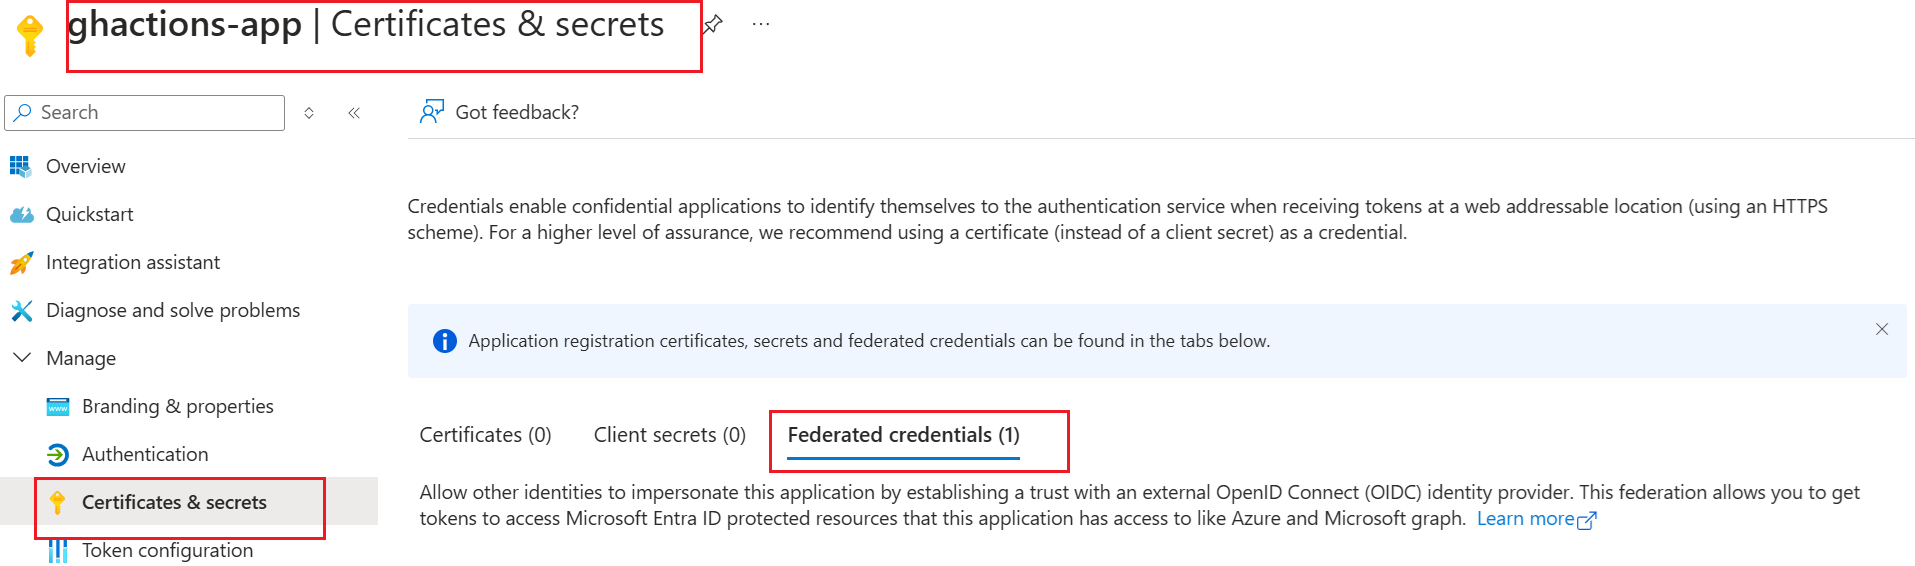 ghactions-app | Certificates & secrets
Search
Got feedback?
Overview
Quickstart
Integration assistant
Diagnose and solve problems
Manage
Branding & properties
Authentication
Certificates & secrets
Token configuration
Credentials enable confidential applications to identify themselves to the authentication service when receiving tokens at a web addressable location (using an HTTPS
scheme). For a higher level of assurance, we recommend using a certificate (instead of a client secret) as a credential.
Application registration certificates, secrets and federated credentials can be found in the tabs below.
Certificates (0) Client secrets (0) Federated credentials (1)
Allow other identities to impersonate this application by establishing a trust with an external OpenID Connect (OIDC) identity provider. This federation allows you to get
tokens to access Microsoft Entra ID protected resources that this application has access to like Azure and Microsoft graph. Learn more